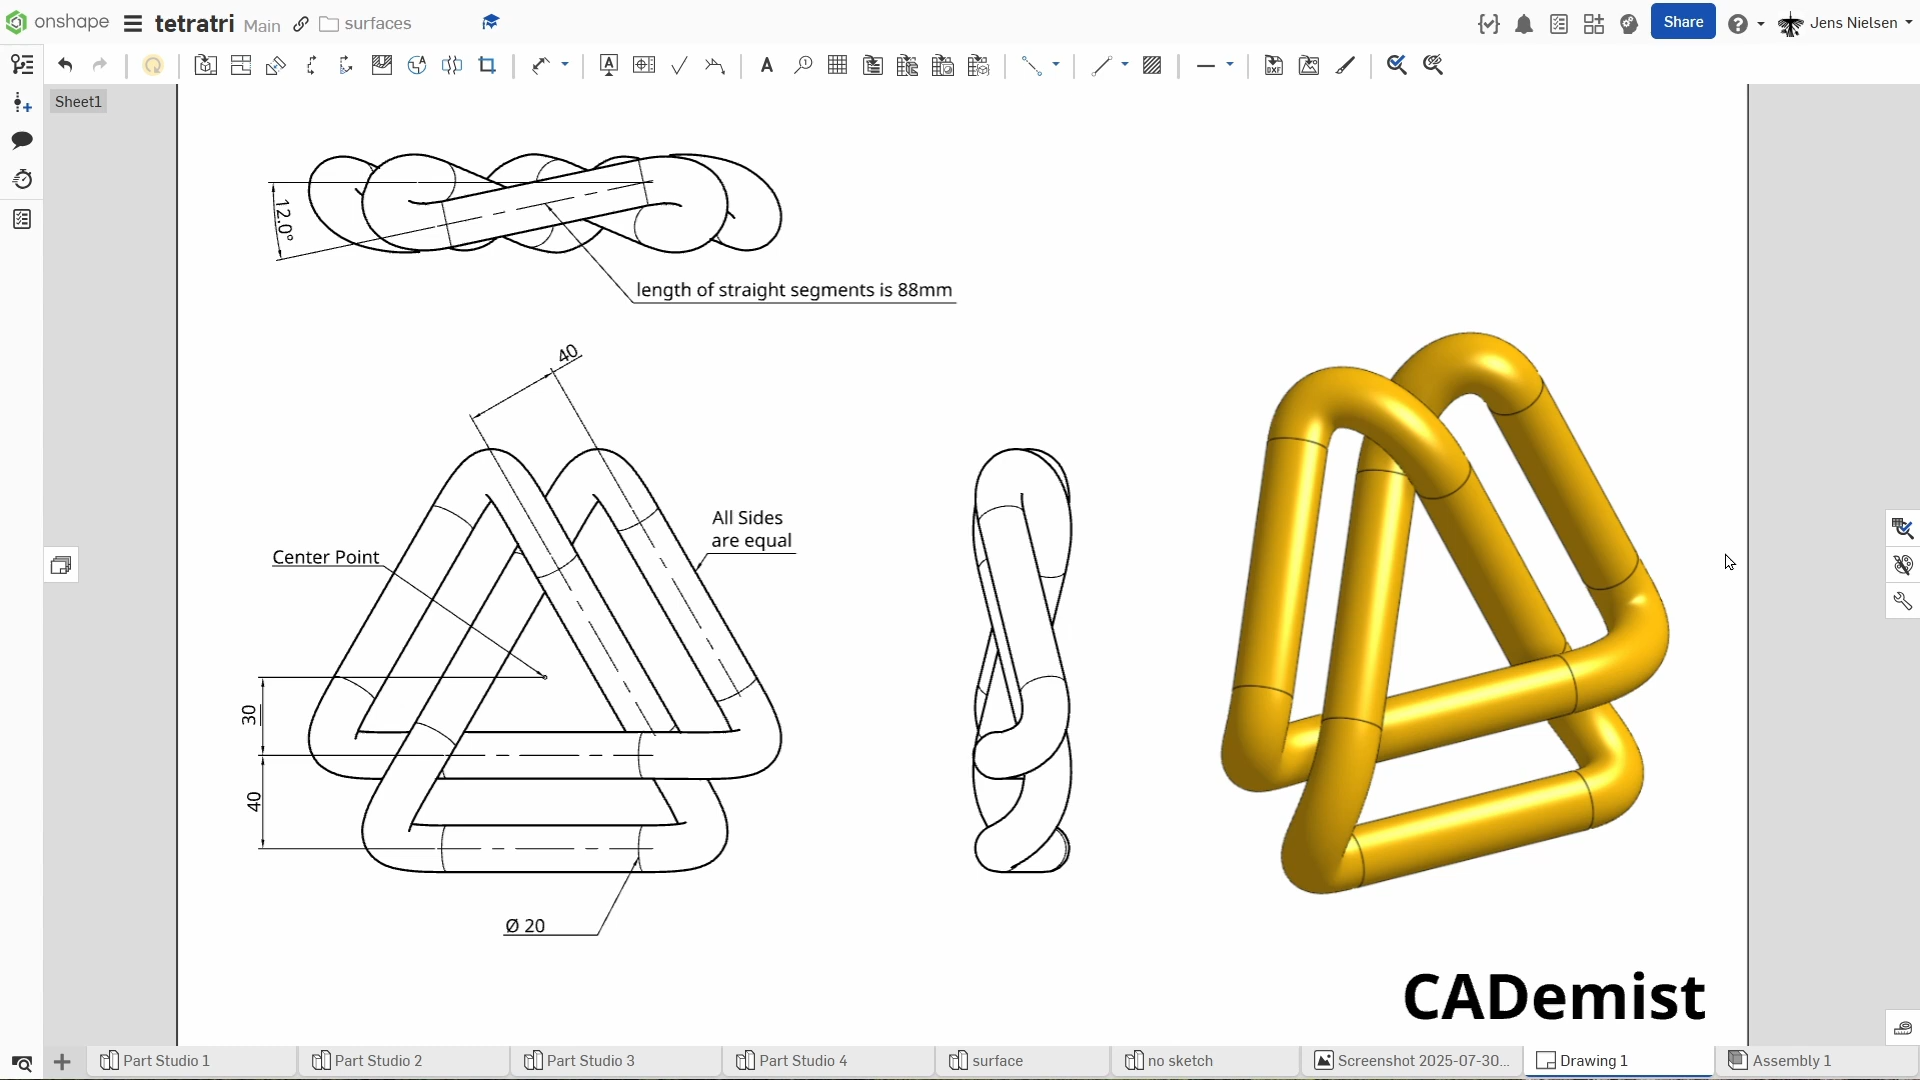 onshape tetratri Main surfaces Share Jens Nielsen
Sheet1
12.0°
length of straight segments is 88mm
40
All Sides
are equal
Center Point
30
40
Ø 20
CADemist
Part Studio 1 Part Studio 2 Part Studio 3 Part Studio 4 surface no sketch Screenshot 2025-07-30... Drawing 1 Assembly 1